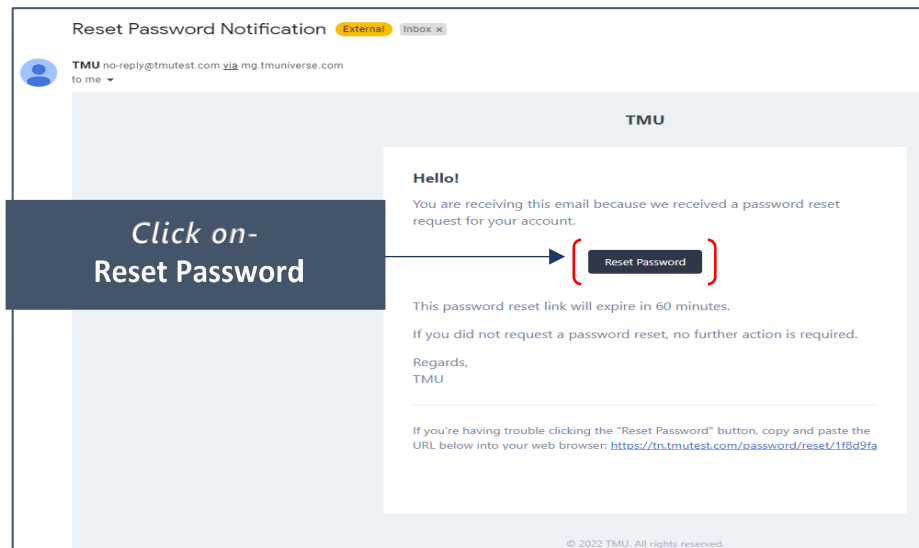 Reset Password Notification External Inbox x
TMU no-reply@tmutest.com via mg.tmuniverse.com
to me
TMU
Hello!
You are receiving this email because we received a password reset
request for your account.
Click on-
Reset Password
Reset Password
This password reset link will expire in 60 minutes.
If you did not request a password reset, no further action is required.
Regards,
TMU
If you're having trouble clicking the "Reset Password" button, copy and paste the
URL below into your web browser: https://tn.tmutest.com/password/reset/1f8d9fa
© 2022 TMU. All rights reserved.